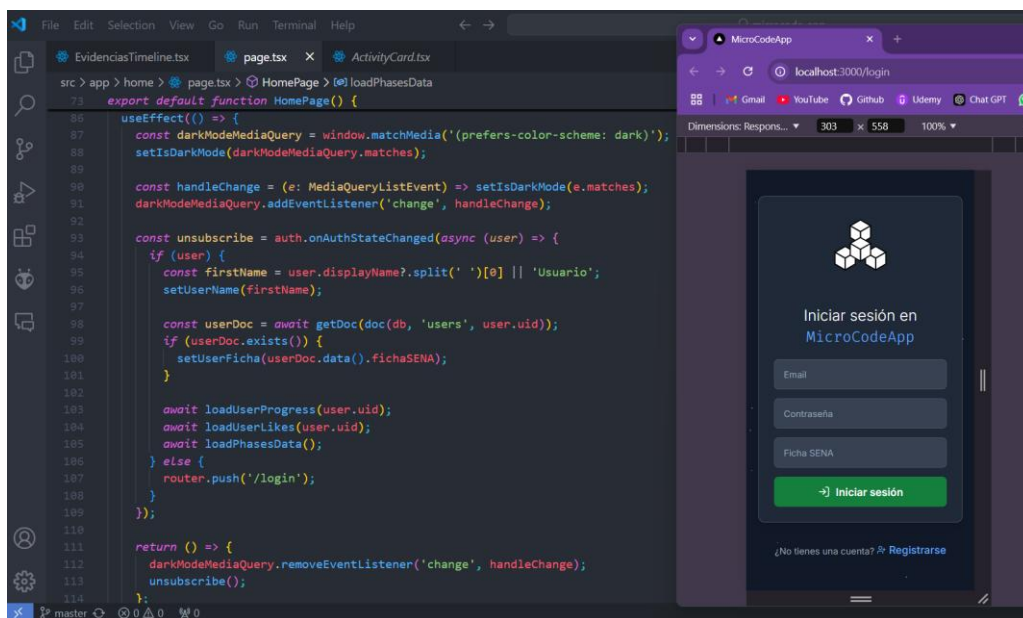 File Edit Selection View Go Run Terminal Help
EvidenciasTimeline.tsx page.tsx ActivityCard.tsx
src > app > home > page.tsx > HomePage > loadPhasesData
73 export default function HomePage() {
86 useEffect(() => {
87 const darkModeMediaQuery = window.matchMedia('(prefers-color-scheme: dark)');
88 setIsDarkMode(darkModeMediaQuery.matches);
89
90 const handleChange = (e: MediaQueryListEvent) => setIsDarkMode(e.matches);
91 darkModeMediaQuery.addEventListener('change', handleChange);
92
93 const unsubscribe = auth.onAuthStateChanged(async (user) => {
94 if (user) {
95 const firstName = user.displayName?.split(' ')[0] || 'Usuario';
96 setUserName(firstName);
97
98 const userDoc = await getDoc(doc(db, 'users', user.uid));
99 if (userDoc.exists()) {
100 setUserFicha(userDoc.data().fichaSENA);
101 }
102
103 await loadUserProgress(user.uid);
104 await loadUserLikes(user.uid);
105 await loadPhasesData();
106 } else {
107 router.push('/login');
108 }
109 });
110
111 return () => {
112 darkModeMediaQuery.removeEventListener('change', handleChange);
113 unsubscribe();
114 };
master 0 0 0
MicroCodeApp
localhost:3000/login
Gmail YouTube Github Udemy Chat GPT
Dimensions: Respons... 303 x 558 100%
Iniciar sesión en
MicroCodeApp
Email
Contraseña
Ficha SENA
Iniciar sesión
¿No tienes una cuenta? Registrarse